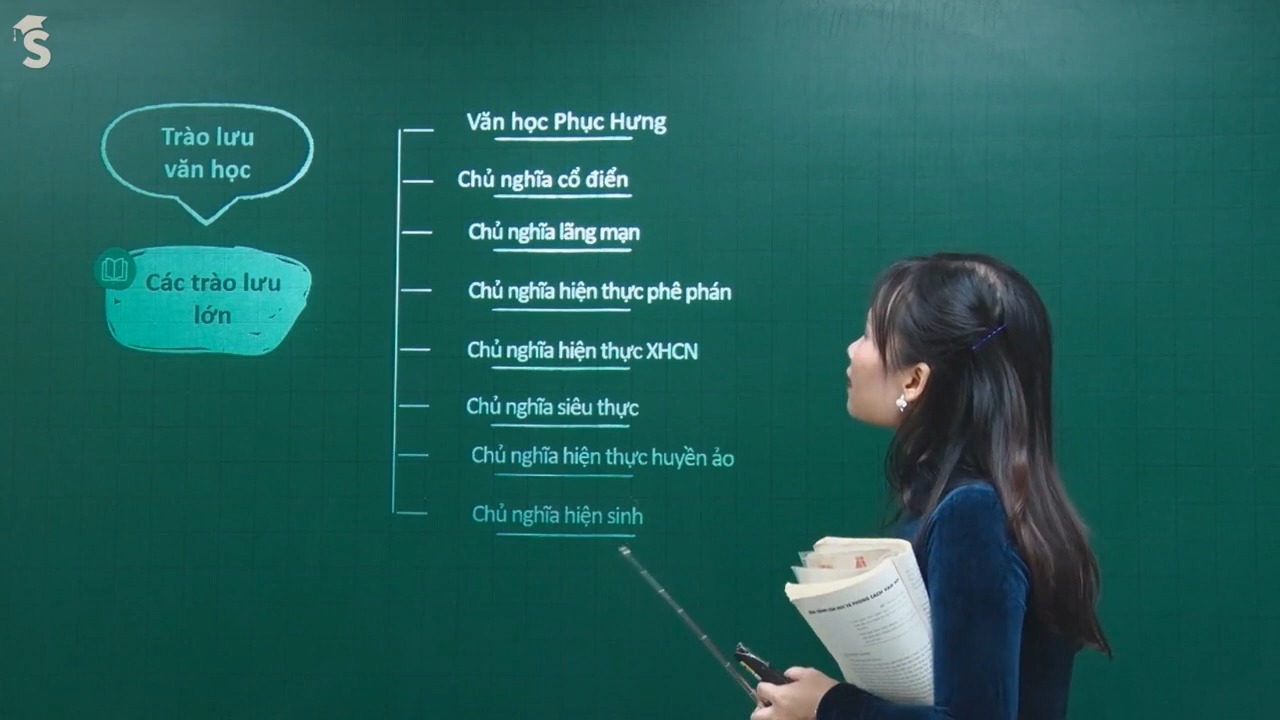 S
Trào lưu
văn học
Các trào lưu
lớn
Văn học Phục Hưng
Chủ nghĩa cổ điển
Chủ nghĩa lãng mạn
Chủ nghĩa hiện thực phê phán
Chủ nghĩa hiện thực XHCN
Chủ nghĩa siêu thực
Chủ nghĩa hiện thực huyền ảo
Chủ nghĩa hiện sinh